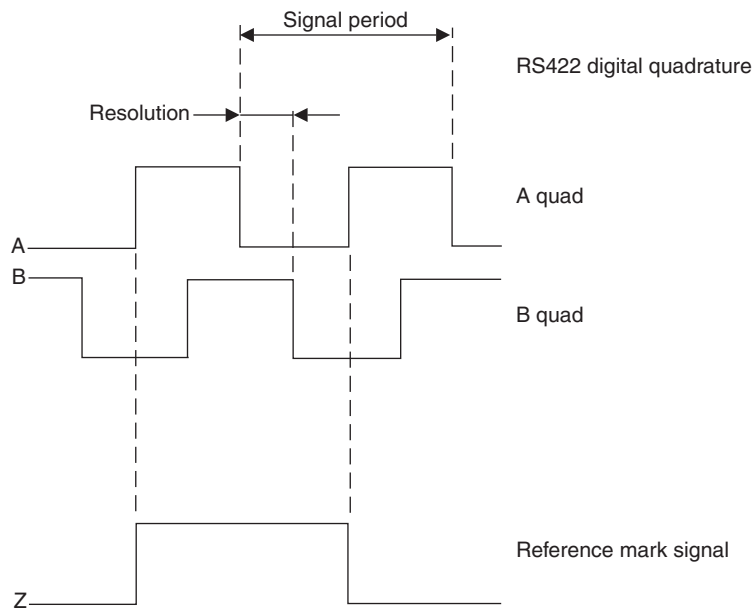 Signal period
RS422 digital quadrature
Resolution
A quad
A
B
B quad
Reference mark signal
Z